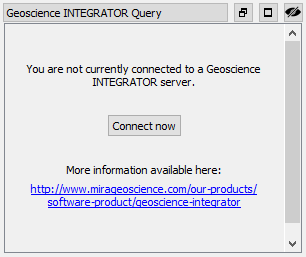 Geoscience INTEGRATOR Query
You are not currently connected to a Geoscience
INTEGRATOR server.
Connect now
More information available here:
http://www.mirageoscience.com/our-products/
software-product/geoscience-integrator